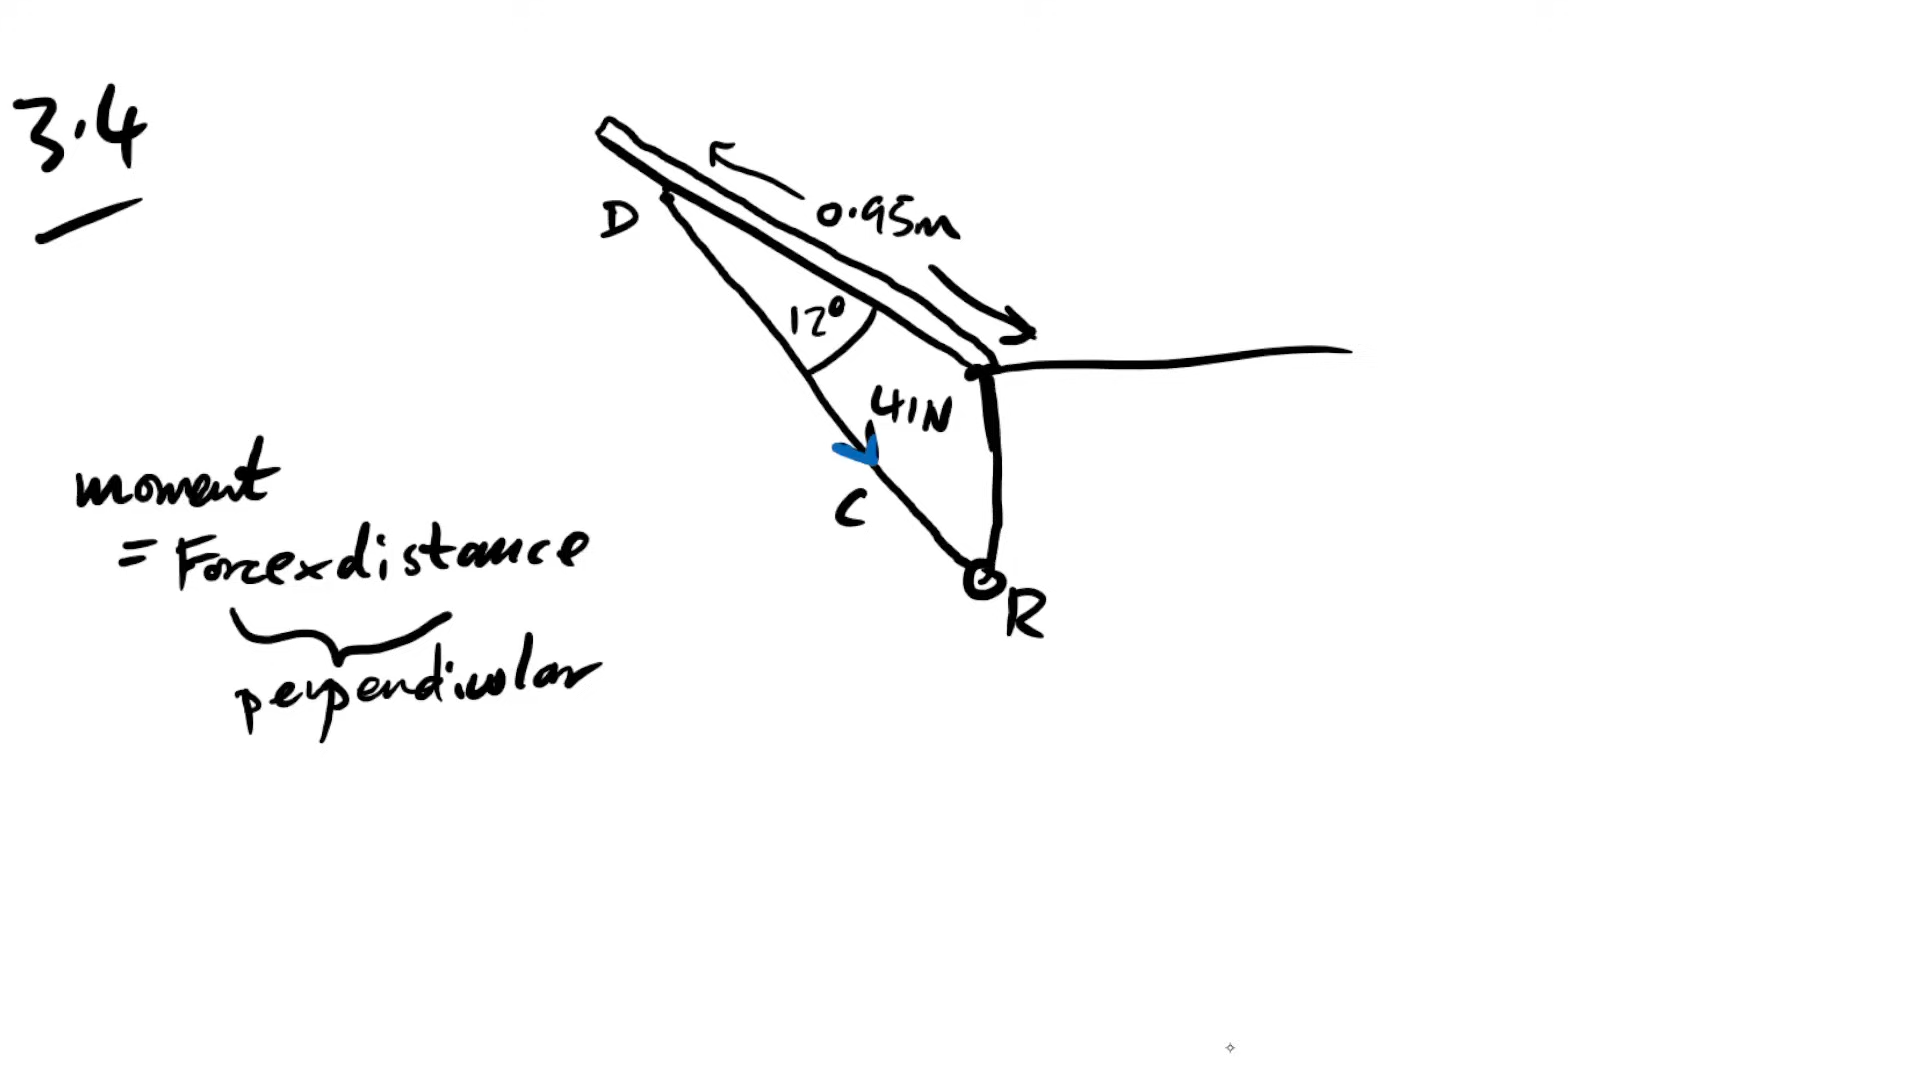 3.4
D
0.95m
12°
41N
C
R
moment
= Force×distance
perpendicular